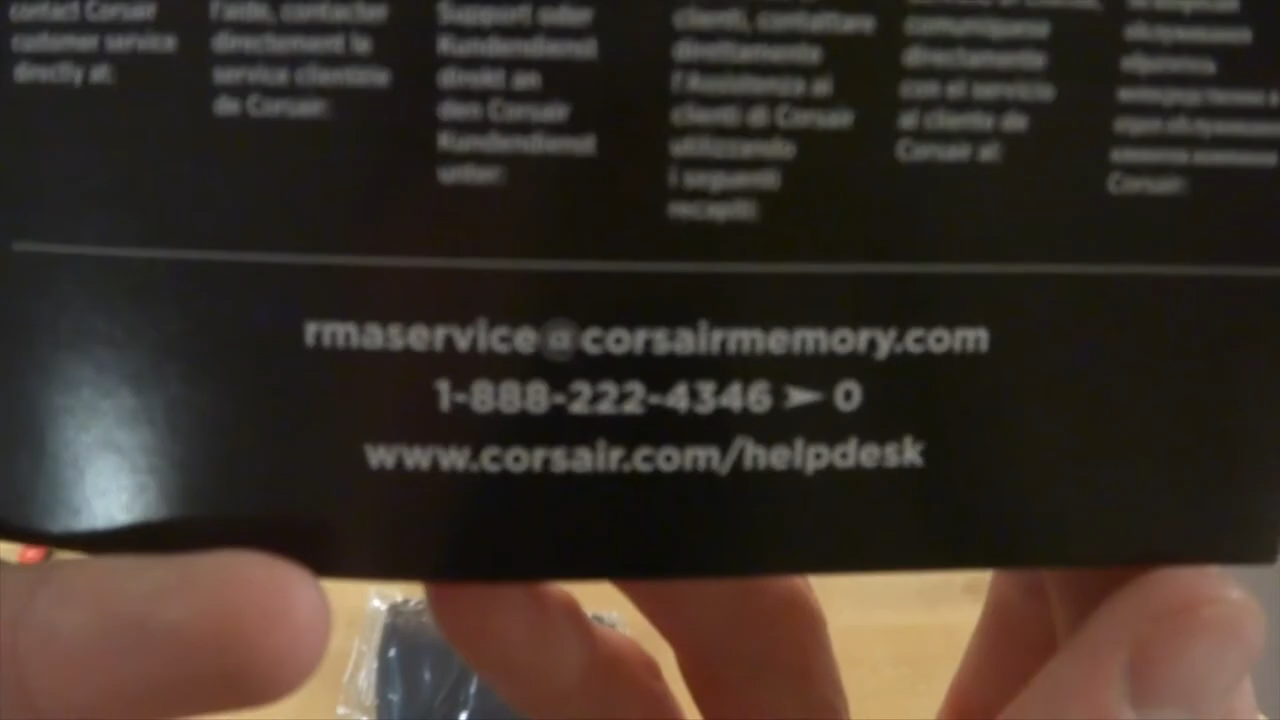 contact Corsair
customer service
directly at:
l'aide, contacter
directement le
service clientèle
de Corsair:
Support oder
Kundendienst
direkt an
den Corsair
Kundendienst
unter:
clienti, contattare
direttamente
l'Assistenza ai
clienti di Corsair
utilizzando
i seguenti
recapiti:
comuníquese
directamente
con el servicio
al cliente de
Corsair al:
обслуживания
Corsair:
rmaservice@corsairmemory.com
1-888-222-4346 ➤ 0
www.corsair.com/helpdesk